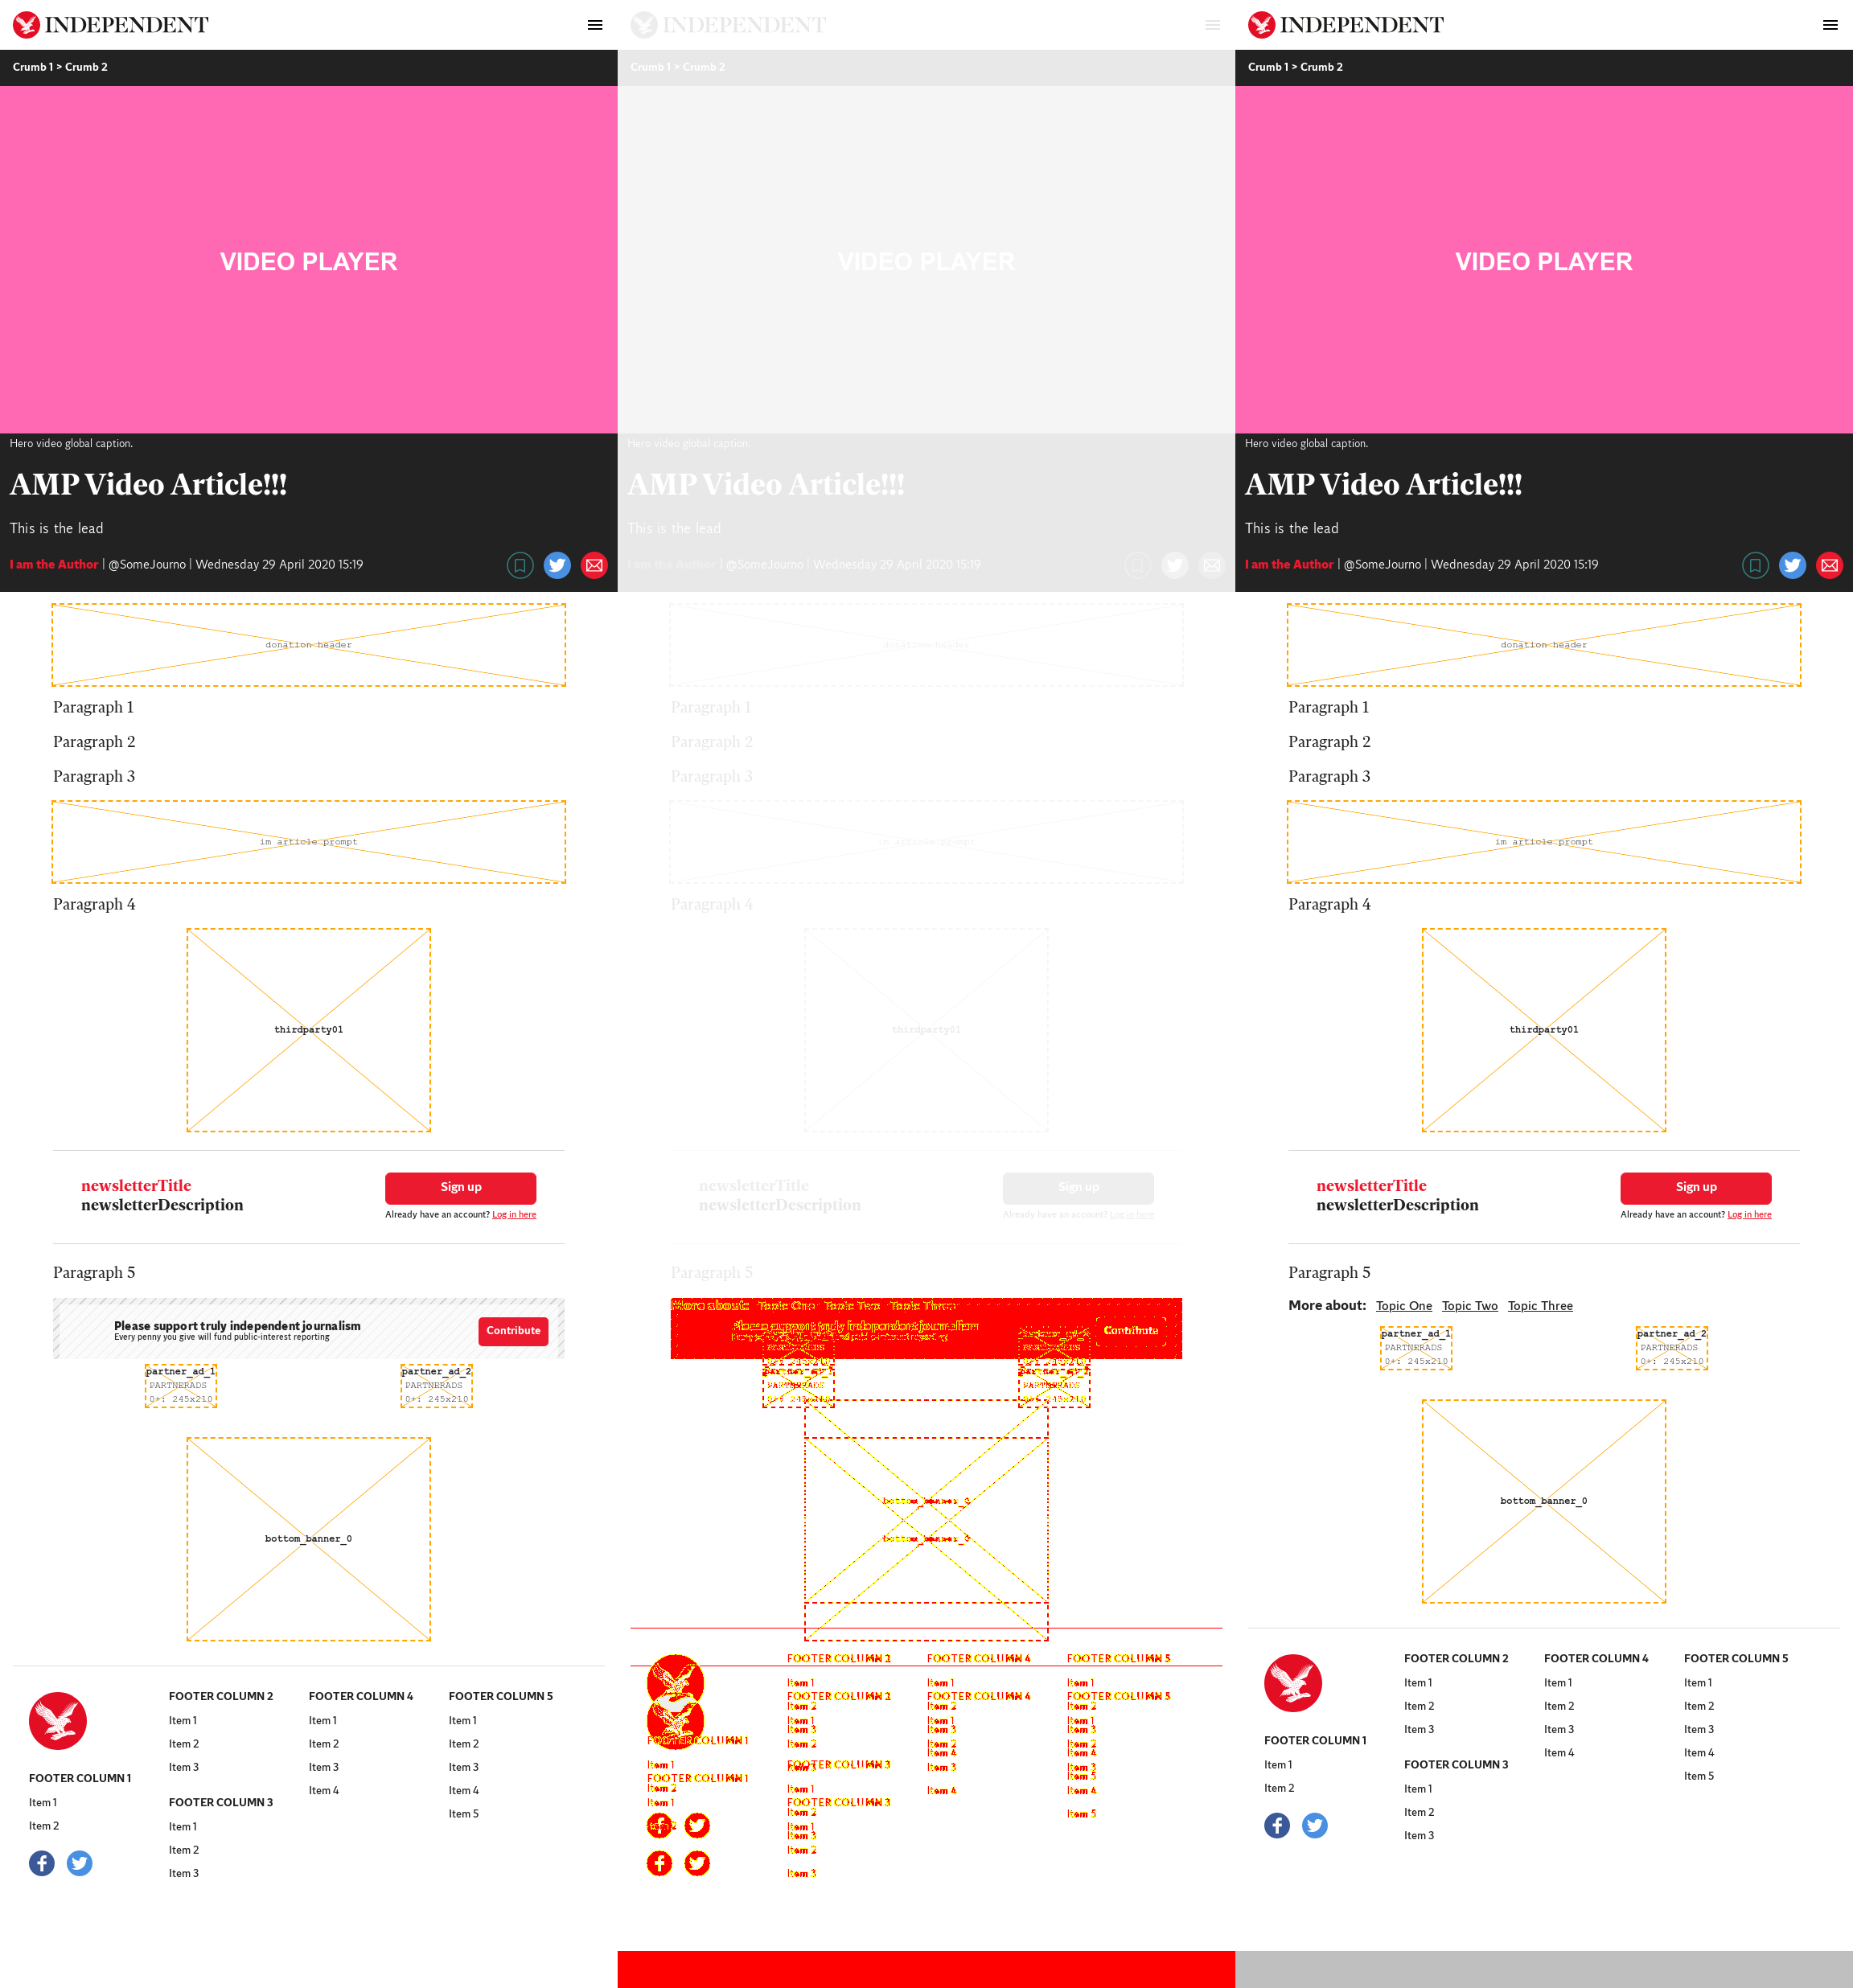 INDEPENDENT
Crumb 1 > Crumb 2
VIDEO PLAYER
Hero video global caption.
AMP Video Article!!!
This is the lead
I am the Author | @SomeJourno | Wednesday 29 April 2020 15:19
donation header
Paragraph 1
Paragraph 2
Paragraph 3
im article prompt
Paragraph 4
thirdparty01
newsletterTitle
newsletterDescription
Sign up
Already have an account? Log in here
Paragraph 5
Please support truly independent journalism
Every penny you give will fund public-interest reporting
Contribute
partner_ad_1
PARTNERADS
0+: 245x210
partner_ad_2
PARTNERADS
0+: 245x210
bottom_banner_0
FOOTER COLUMN 1
Item 1
Item 2
FOOTER COLUMN 2
Item 1
Item 2
Item 3
FOOTER COLUMN 3
Item 1
Item 2
Item 3
FOOTER COLUMN 4
Item 1
Item 2
Item 3
Item 4
FOOTER COLUMN 5
Item 1
Item 2
Item 3
Item 4
Item 5
INDEPENDENT
Crumb 1 > Crumb 2
VIDEO PLAYER
Hero video global caption.
AMP Video Article!!!
This is the lead
I am the Author | @SomeJourno | Wednesday 29 April 2020 15:19
donation header
Paragraph 1
Paragraph 2
Paragraph 3
im article prompt
Paragraph 4
thirdparty01
newsletterTitle
newsletterDescription
Sign up
Already have an account? Log in here
Paragraph 5
More about: Topic One Topic Two Topic Three
Please support truly independent journalism
Contribute
PARTNERADS
PARTNERADS
bottom_banner_0
bottom_banner_0
FOOTER COLUMN 2
FOOTER COLUMN 4
FOOTER COLUMN 5
Item 1
Item 1
Item 1
FOOTER COLUMN 2
FOOTER COLUMN 4
FOOTER COLUMN 5
FOOTER COLUMN 1
FOOTER COLUMN 3
FOOTER COLUMN 1
FOOTER COLUMN 3
INDEPENDENT
Crumb 1 > Crumb 2
VIDEO PLAYER
Hero video global caption.
AMP Video Article!!!
This is the lead
I am the Author | @SomeJourno | Wednesday 29 April 2020 15:19
donation header
Paragraph 1
Paragraph 2
Paragraph 3
im article prompt
Paragraph 4
thirdparty01
newsletterTitle
newsletterDescription
Sign up
Already have an account? Log in here
Paragraph 5
More about: Topic One Topic Two Topic Three
partner_ad_1
PARTNERADS
0+: 245x210
partner_ad_2
PARTNERADS
0+: 245x210
bottom_banner_0
FOOTER COLUMN 1
Item 1
Item 2
FOOTER COLUMN 2
Item 1
Item 2
Item 3
FOOTER COLUMN 3
Item 1
Item 2
Item 3
FOOTER COLUMN 4
Item 1
Item 2
Item 3
Item 4
FOOTER COLUMN 5
Item 1
Item 2
Item 3
Item 4
Item 5